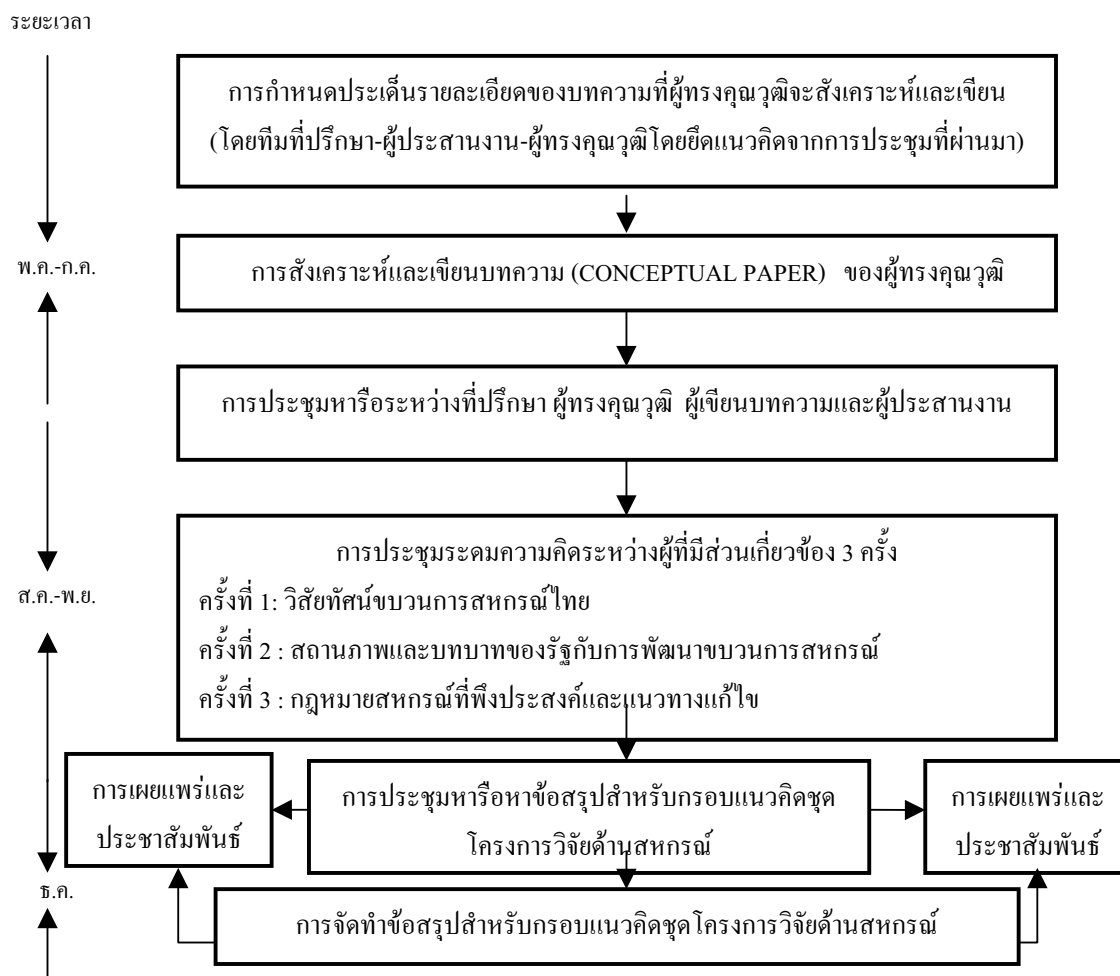 ระยะเวลา
การกำหนดประเด็นรายละเอียดของบทความที่ผู้ทรงคุณวุฒิจะสังเคราะห์และเขียน
(โดยทีมที่ปรึกษา-ผู้ประสานงาน-ผู้ทรงคุณวุฒิโดยยึดแนวคิดจากการประชุมที่ผ่านมา)
พ.ค.-ก.ค.
การสังเคราะห์และเขียนบทความ (CONCEPTUAL PAPER) ของผู้ทรงคุณวุฒิ
การประชุมหารือระหว่างที่ปรึกษา ผู้ทรงคุณวุฒิ ผู้เขียนบทความและผู้ประสานงาน
การประชุมระดมความคิดระหว่างผู้ที่มีส่วนเกี่ยวข้อง 3 ครั้ง
ส.ค.-พ.ย.
ครั้งที่ 1: วิสัยทัศน์ขบวนการสหกรณ์ไทย
ครั้งที่ 2 : สถานภาพและบทบาทของรัฐกับการพัฒนาขบวนการสหกรณ์
ครั้งที่ 3 : กฎหมายสหกรณ์ที่พึงประสงค์และแนวทางแก้ไข
การเผยแพร่และ
ประชาสัมพันธ์
การประชุมหารือหาข้อสรุปสำหรับกรอบแนวคิดชุด
โครงการวิจัยด้านสหกรณ์
การเผยแพร่และ
ประชาสัมพันธ์
ธ.ค.
การจัดทำข้อสรุปสำหรับกรอบแนวคิดชุดโครงการวิจัยด้านสหกรณ์